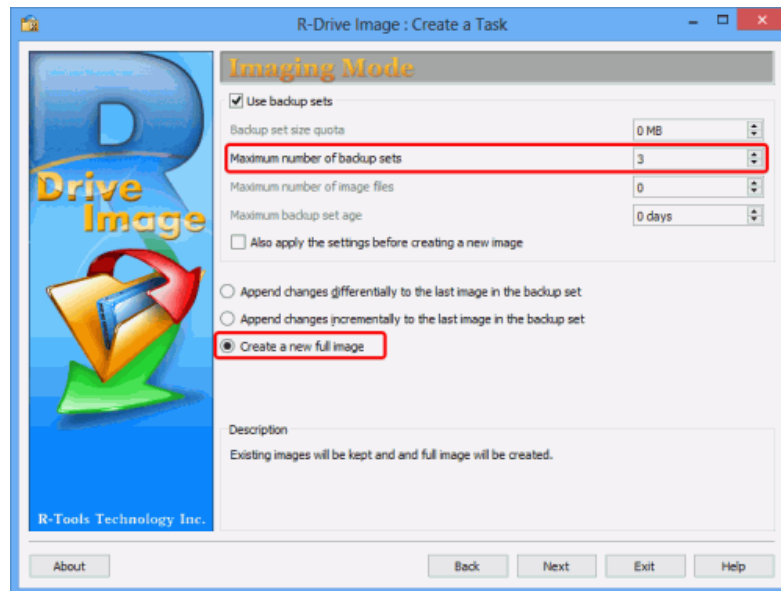 R-Drive Image : Create a Task
Imaging Mode
Use backup sets
Backup set size quota 0 MB
Maximum number of backup sets 3
Maximum number of image files 0
Maximum backup set age 0 days
Also apply the settings before creating a new image
Append changes differentially to the last image in the backup set
Append changes incrementally to the last image in the backup set
Create a new full image
Description
Existing images will be kept and and full image will be created.
R
Drive
Image
R-Tools Technology Inc.
About Back Next Exit Help